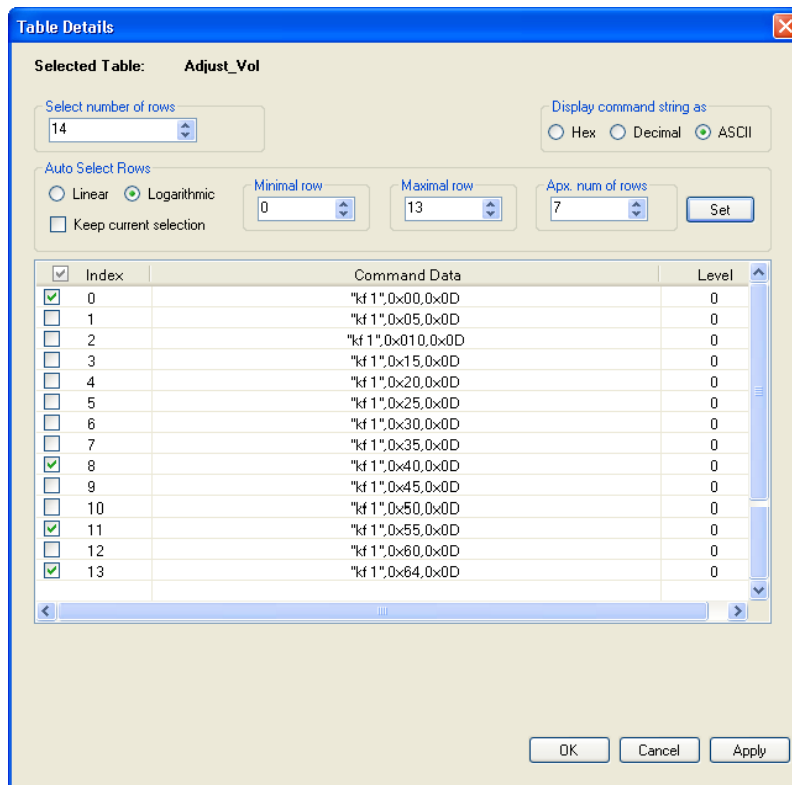 Table Details
Selected Table: Adjust_Vol
Select number of rows
14
Display command string as
Hex Decimal ASCII
Auto Select Rows
Linear Logarithmic
Keep current selection
Minimal row
0
Maximal row
13
Apx. num of rows
7
Set
Index Command Data Level
0 "kf 1",0x00,0x0D 0
1 "kf 1",0x05,0x0D 0
2 "kf 1",0x010,0x0D 0
3 "kf 1",0x15,0x0D 0
4 "kf 1",0x20,0x0D 0
5 "kf 1",0x25,0x0D 0
6 "kf 1",0x30,0x0D 0
7 "kf 1",0x35,0x0D 0
8 "kf 1",0x40,0x0D 0
9 "kf 1",0x45,0x0D 0
10 "kf 1",0x50,0x0D 0
11 "kf 1",0x55,0x0D 0
12 "kf 1",0x60,0x0D 0
13 "kf 1",0x64,0x0D 0
OK Cancel Apply